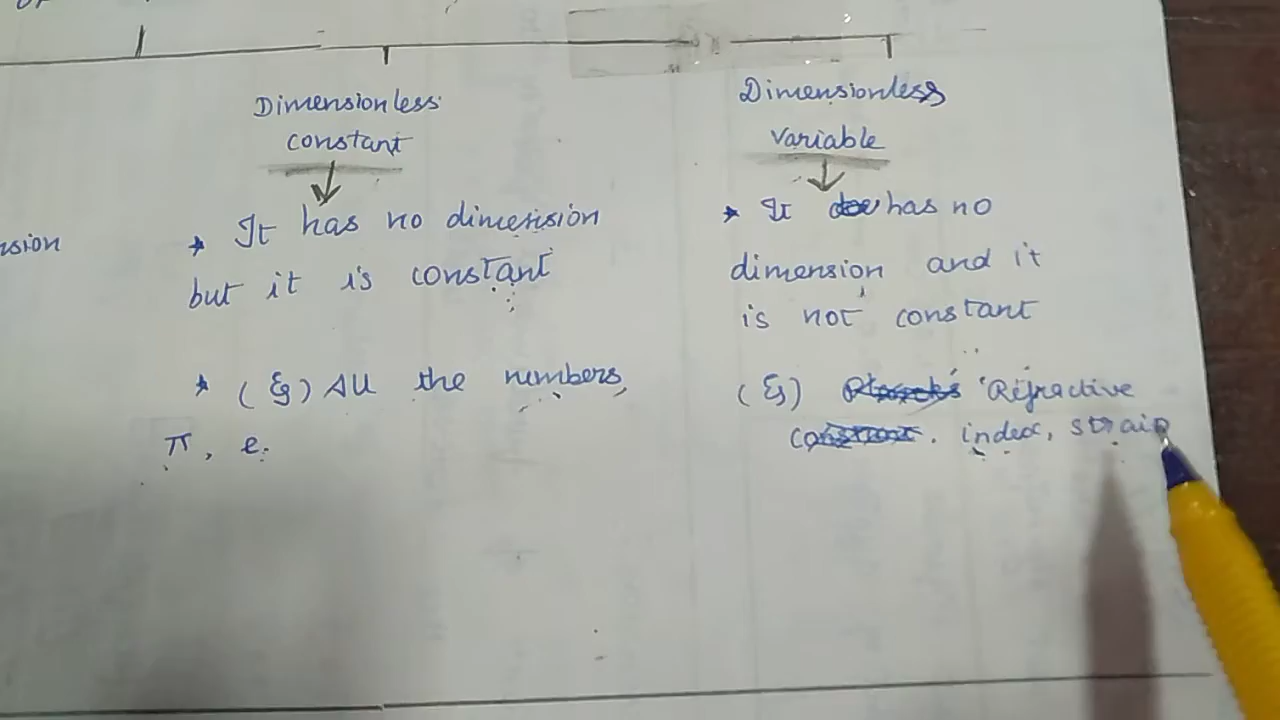 nsion
Dimensionless
constant
* It has no dimension
but it is constant
* (Eg) All the numbers,
π, e.
Dimensionless
variable
* It has no
dimension and it
is not constant
(Eg) Refractive
index, strain